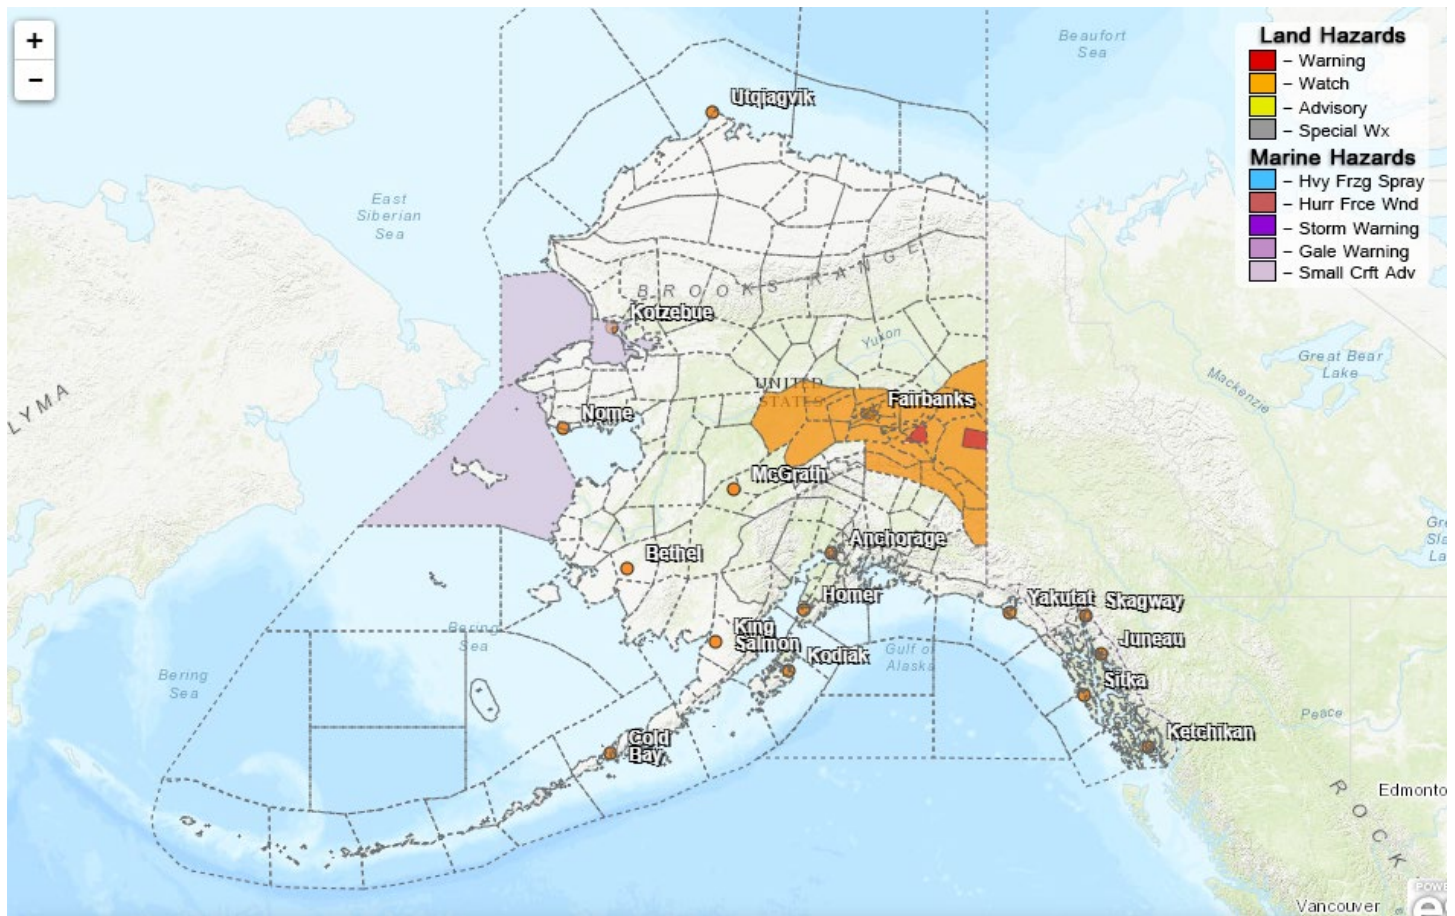 +
−
Beaufort
Sea
Land Hazards
– Warning
– Watch
– Advisory
– Special Wx
Marine Hazards
– Hvy Frzg Spray
– Hurr Frce Wnd
– Storm Warning
– Gale Warning
– Small Crft Adv
Utqiagvik
East
Siberian
Sea
BROOKS RANGE
Kotzebue
Yukon
Great Bear
Lake
Mackenzie
LYMA
UNITED
STATES
Fairbanks
Nome
McGrath
Anchorage
Bethel
Homer
Yakutat
Skagway
King
Salmon
Kodiak
Juneau
Bering
Sea
Gulf of
Alaska
Bering
Sea
Sitka
Peace
Ketchikan
Cold
Bay
Edmonto
ROCK
Vancouver
POWE